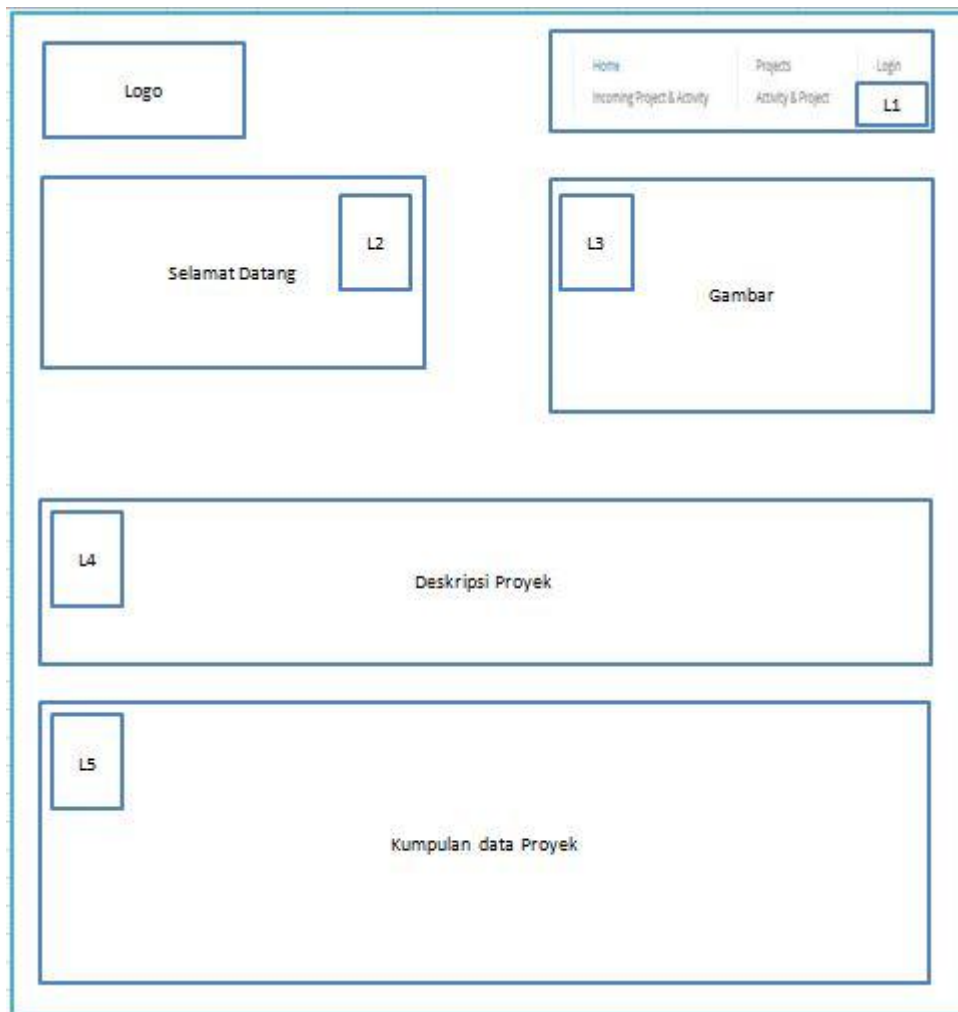 Logo
Home
Projects
Login
Incoming Project & Activity
Activity & Project
L1
L2
Selamat Datang
L3
Gambar
L4
Deskripsi Proyek
L5
Kumpulan data Proyek